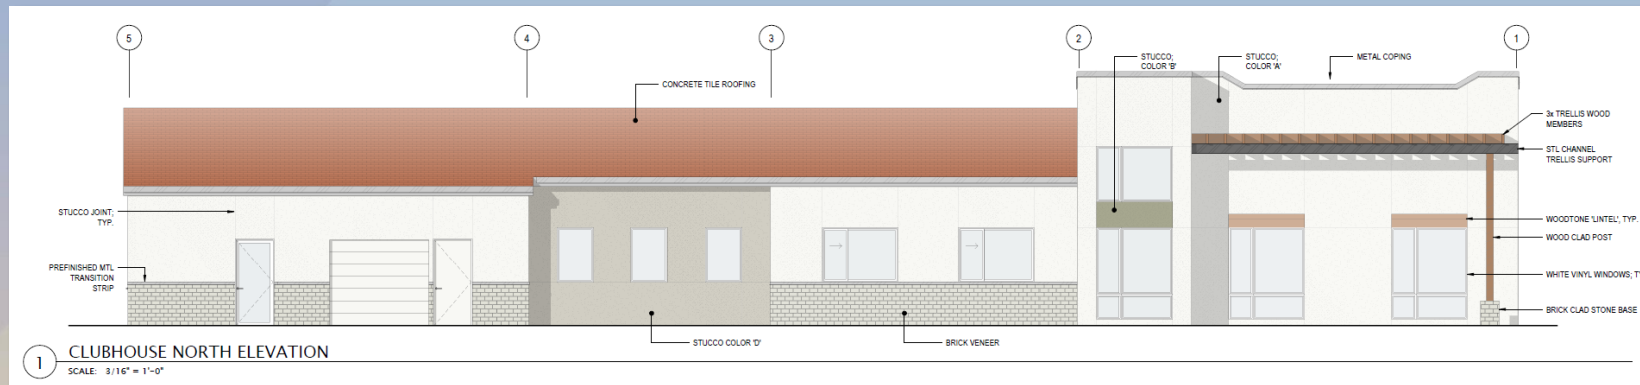 5
4
3
2
1
STUCCO;
COLOR 'B'
STUCCO;
COLOR 'A'
METAL COPING
CONCRETE TILE ROOFING
3x TRELLIS WOOD
MEMBERS
STL CHANNEL
TRELLIS SUPPORT
STUCCO JOINT;
TYP.
WOODTONE 'LINTEL', TYP.
WOOD CLAD POST
PREFINISHED MTL
TRANSITION
STRIP
WHITE VINYL WINDOWS; TY
BRICK CLAD STONE BASE
STUCCO COLOR 'D'
BRICK VENEER
1
CLUBHOUSE NORTH ELEVATION
SCALE: 3/16" = 1'-0"